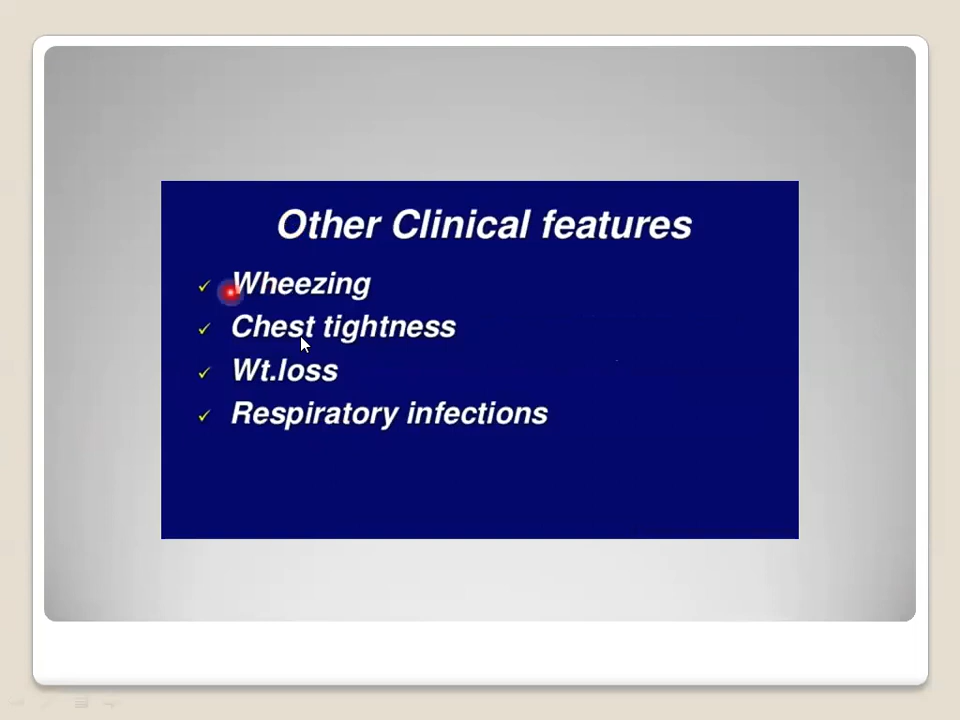 Other Clinical features
✓ Wheezing
✓ Chest tightness
✓ Wt.loss
✓ Respiratory infections